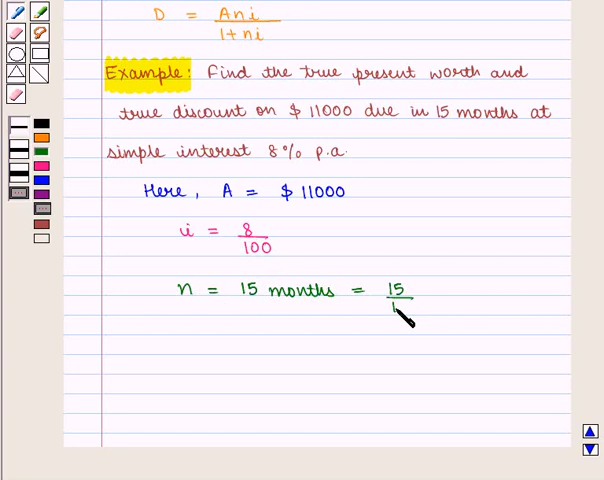 D = Ani / 1+ni
Example: Find the true present worth and
true discount on $ 11000 due in 15 months at
simple interest 8% p.a.
Here, A = $ 11000
i = 8 / 100
n = 15 months = 15 / 1